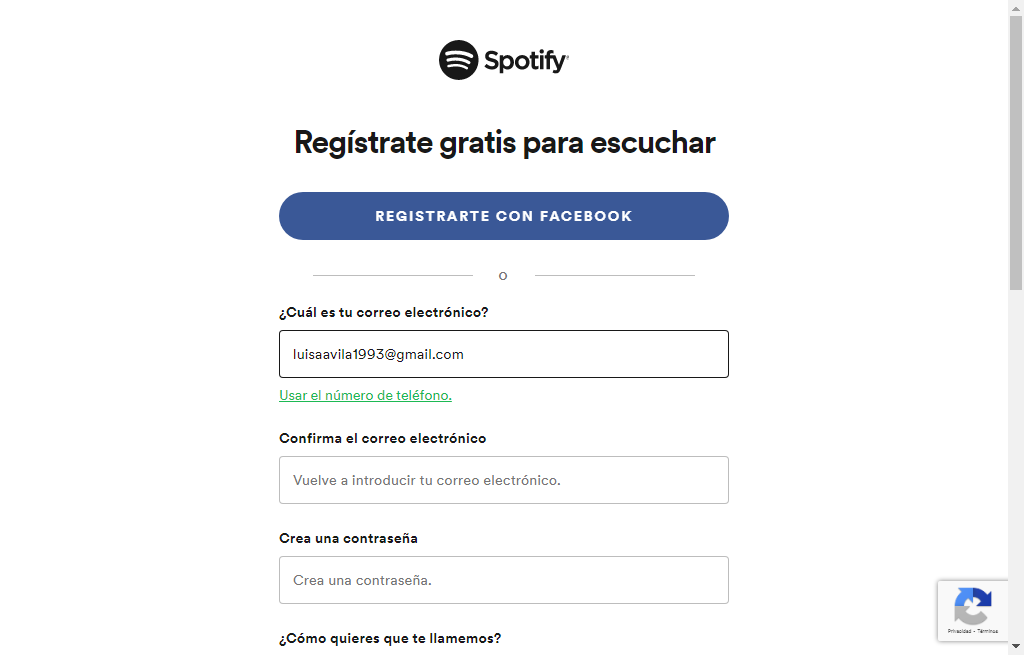 Spotify
Regístrate gratis para escuchar
REGISTRARTE CON FACEBOOK
o
¿Cuál es tu correo electrónico?
luisaavila1993@gmail.com
Usar el número de teléfono.
Confirma el correo electrónico
Vuelve a introducir tu correo electrónico.
Crea una contraseña
Crea una contraseña.
Privacidad - Términos
¿Cómo quieres que te llamemos?